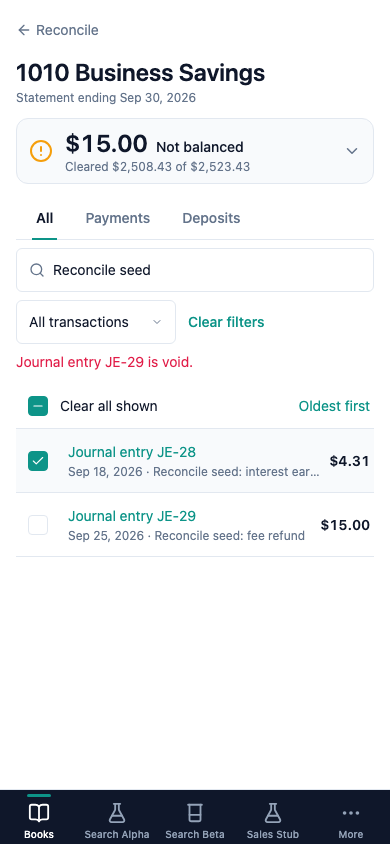 Reconcile
1010 Business Savings
Statement ending Sep 30, 2026
$15.00 Not balanced
Cleared $2,508.43 of $2,523.43
All Payments Deposits
Reconcile seed
All transactions Clear filters
Journal entry JE-29 is void.
Clear all shown Oldest first
Journal entry JE-28
$4.31
Sep 18, 2026 · Reconcile seed: interest ear...
Journal entry JE-29
$15.00
Sep 25, 2026 · Reconcile seed: fee refund
Books Search Alpha Search Beta Sales Stub More